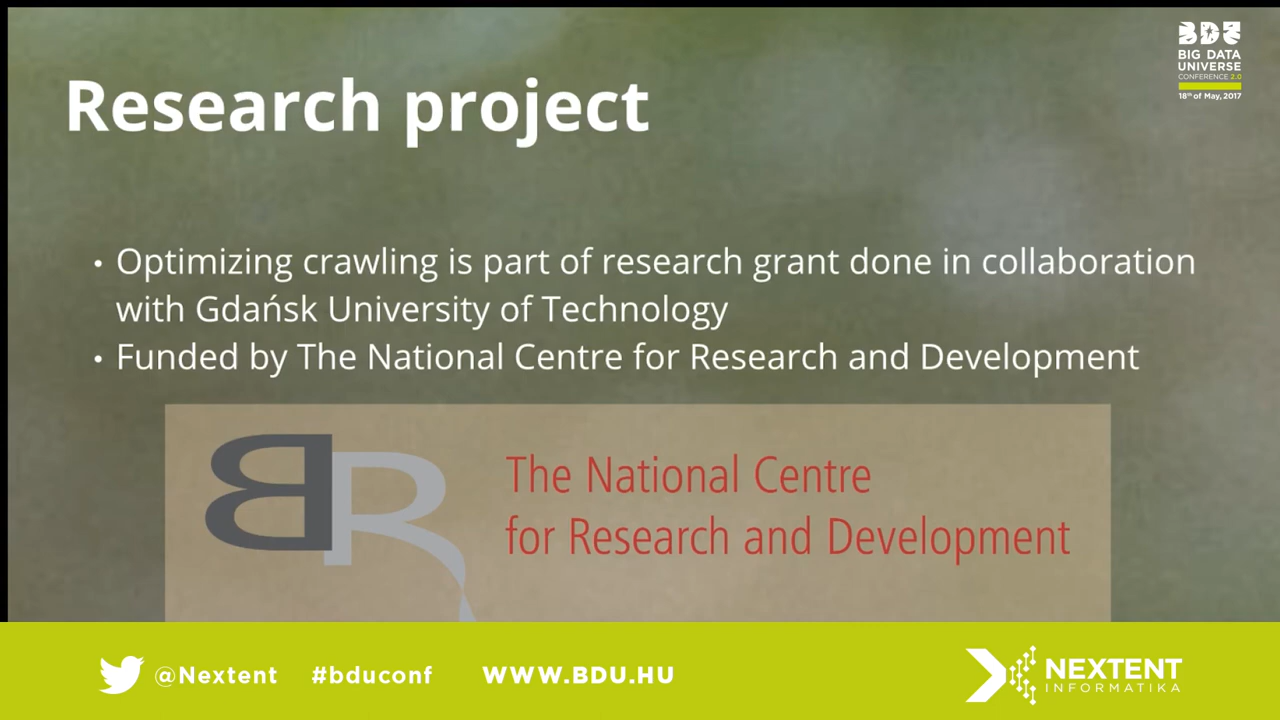 BDU
BIG DATA
UNIVERSE
CONFERENCE 2.0
18th of May, 2017
Research project
• Optimizing crawling is part of research grant done in collaboration
with Gdańsk University of Technology
• Funded by The National Centre for Research and Development
BR
The National Centre
for Research and Development
@Nextent #bduconf WWW.BDU.HU
NEXTENT
INFORMATIKA